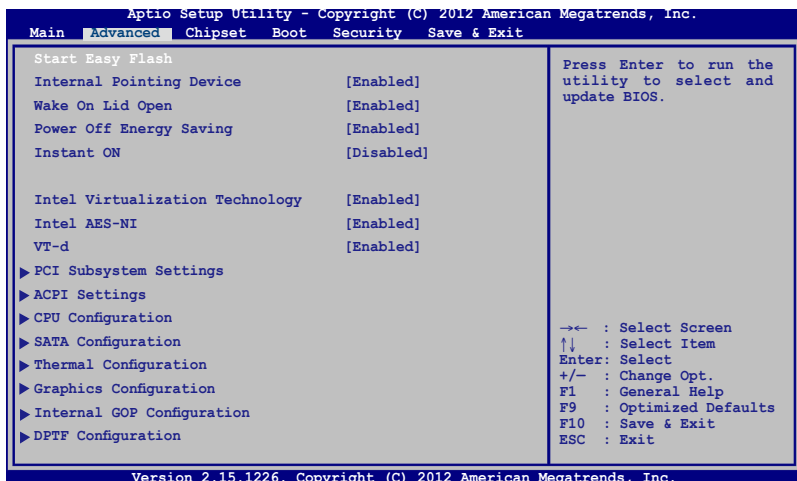 Aptio Setup Utility - Copyright (C) 2012 American Megatrends, Inc.
Main Advanced Chipset Boot Security Save & Exit
Start Easy Flash
Internal Pointing Device [Enabled]
Wake On Lid Open [Enabled]
Power Off Energy Saving [Enabled]
Instant ON [Disabled]
Intel Virtualization Technology [Enabled]
Intel AES-NI [Enabled]
VT-d [Enabled]
PCI Subsystem Settings
ACPI Settings
CPU Configuration
SATA Configuration
Thermal Configuration
Graphics Configuration
Internal GOP Configuration
DPTF Configuration
Press Enter to run the
utility to select and
update BIOS.
→← : Select Screen
↑↓ : Select Item
Enter: Select
+/— : Change Opt.
F1 : General Help
F9 : Optimized Defaults
F10 : Save & Exit
ESC : Exit
Version 2.15.1226. Copyright (C) 2012 American Megatrends, Inc.